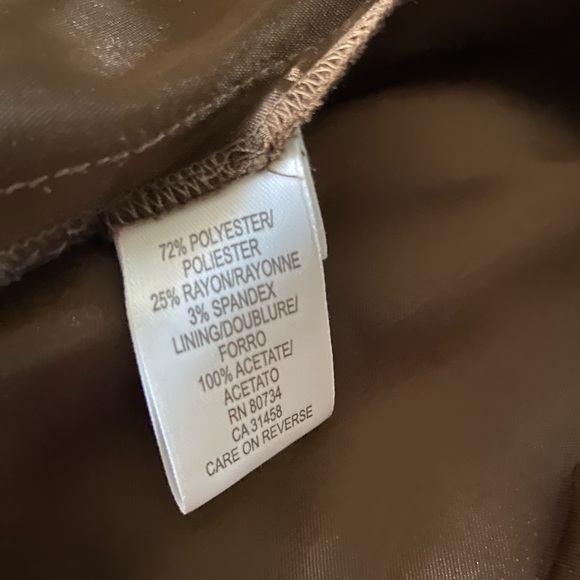 72% POLYESTER/
POLIESTER
25% RAYON/RAYONNE
3% SPANDEX
LINING/DOUBLURE/
FORRO
100% ACETATE/
ACETATO
RN 80734
CA 31458
CARE ON REVERSE